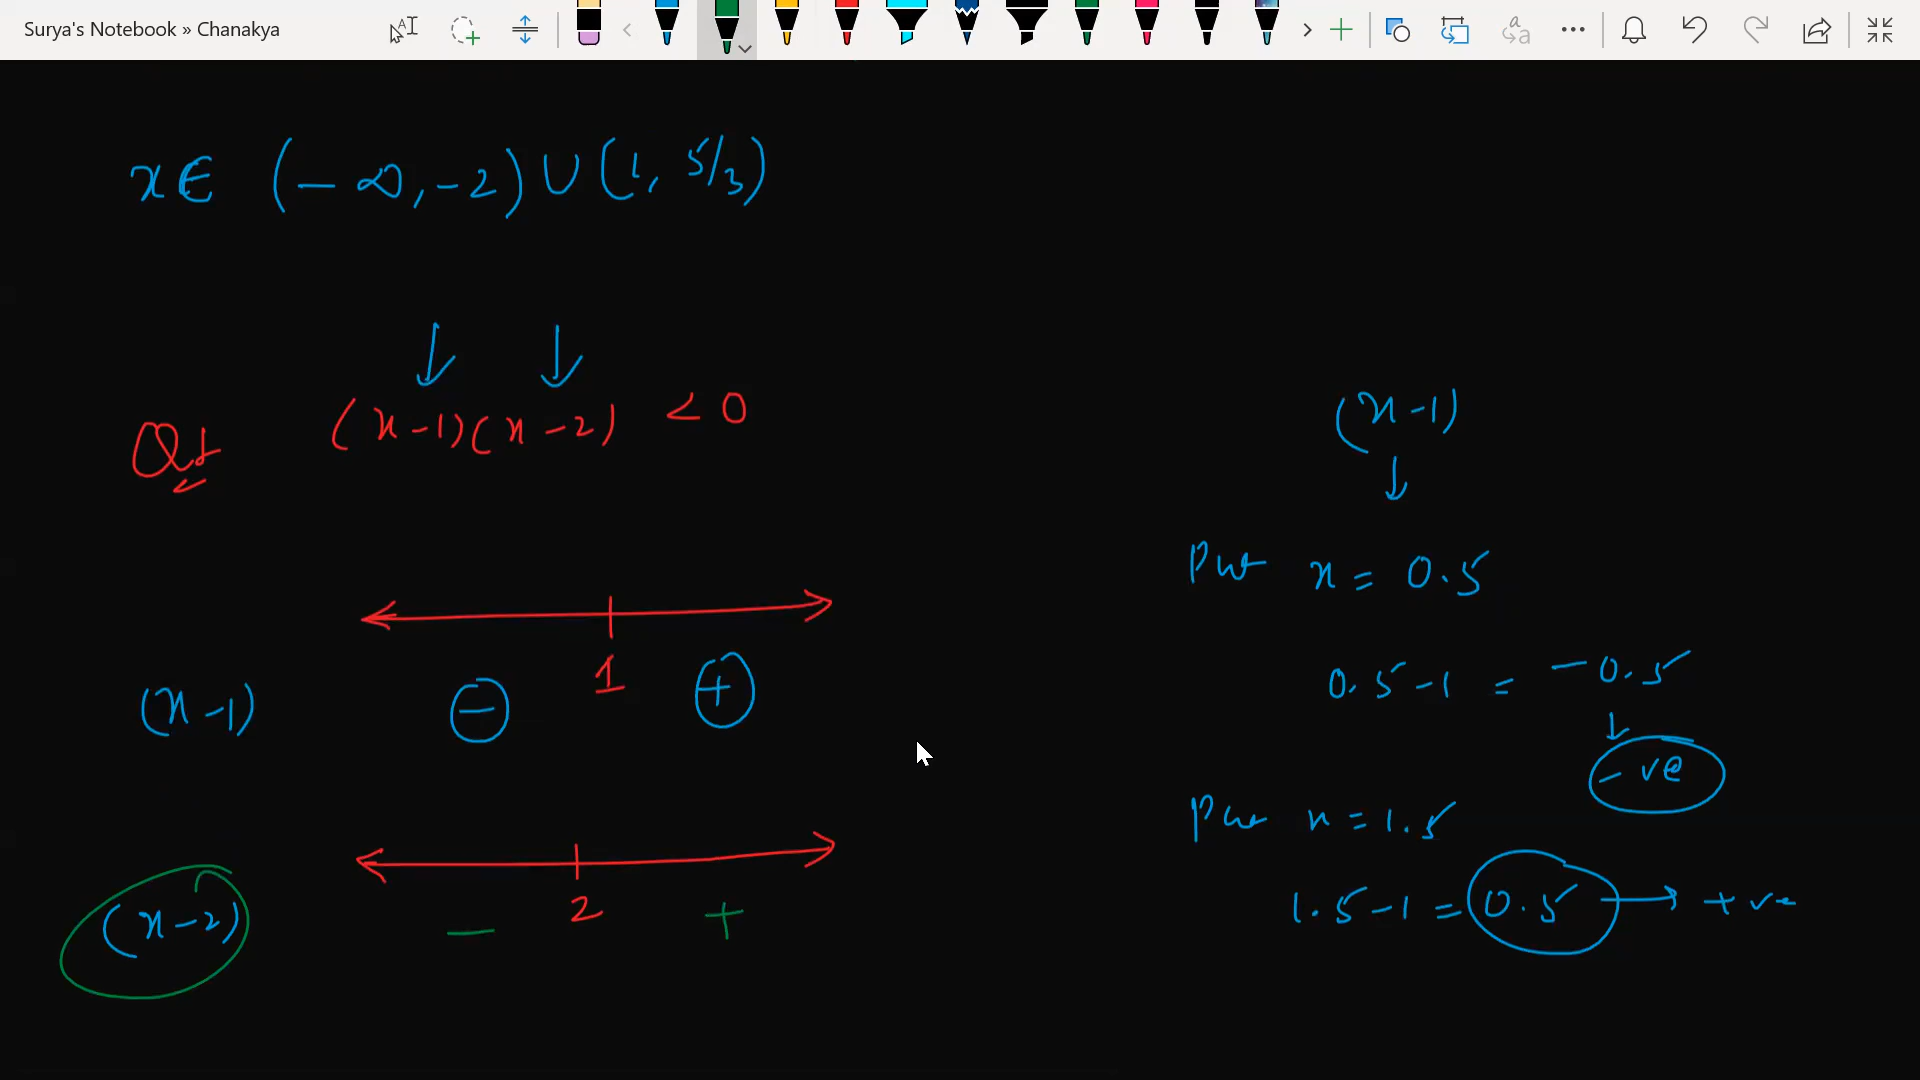 Surya's Notebook » Chanakya
x ∈ (-∞, -2) ∪ (1, 5/3)
↓ ↓
(x-1)(x-2) < 0
1
(x-1) - +
2
(x-2) - +
(x-1)
↓
Put x = 0.5
0.5-1 = -0.5
↓
-ve
Put x = 1.5
1.5-1 = 0.5 → +ve